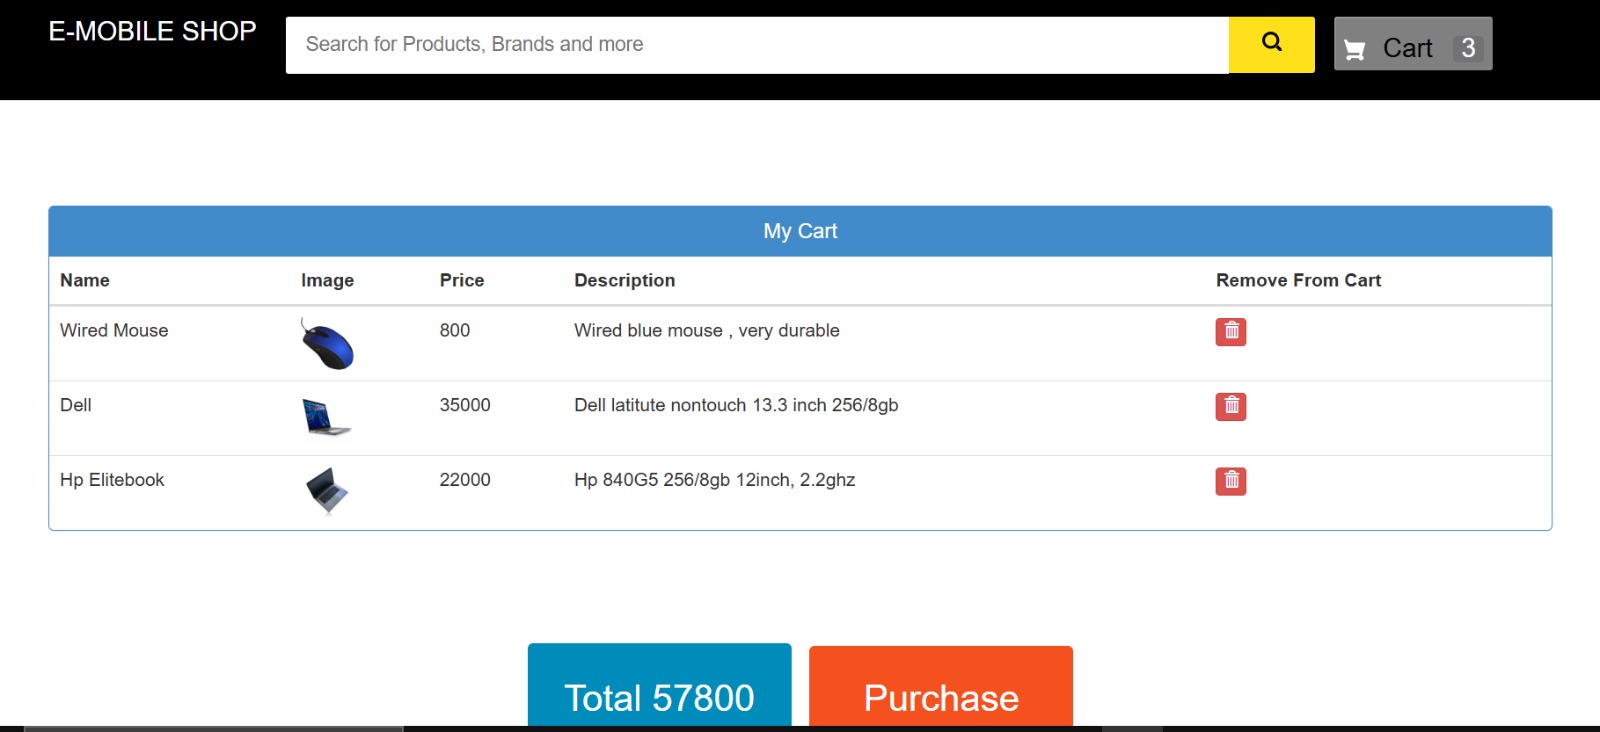 E-MOBILE SHOP
Search for Products, Brands and more
Cart 3
My Cart
Name Image Price Description Remove From Cart
Wired Mouse 800 Wired blue mouse , very durable
Dell 35000 Dell latitute nontouch 13.3 inch 256/8gb
Hp Elitebook 22000 Hp 840G5 256/8gb 12inch, 2.2ghz
Total 57800
Purchase